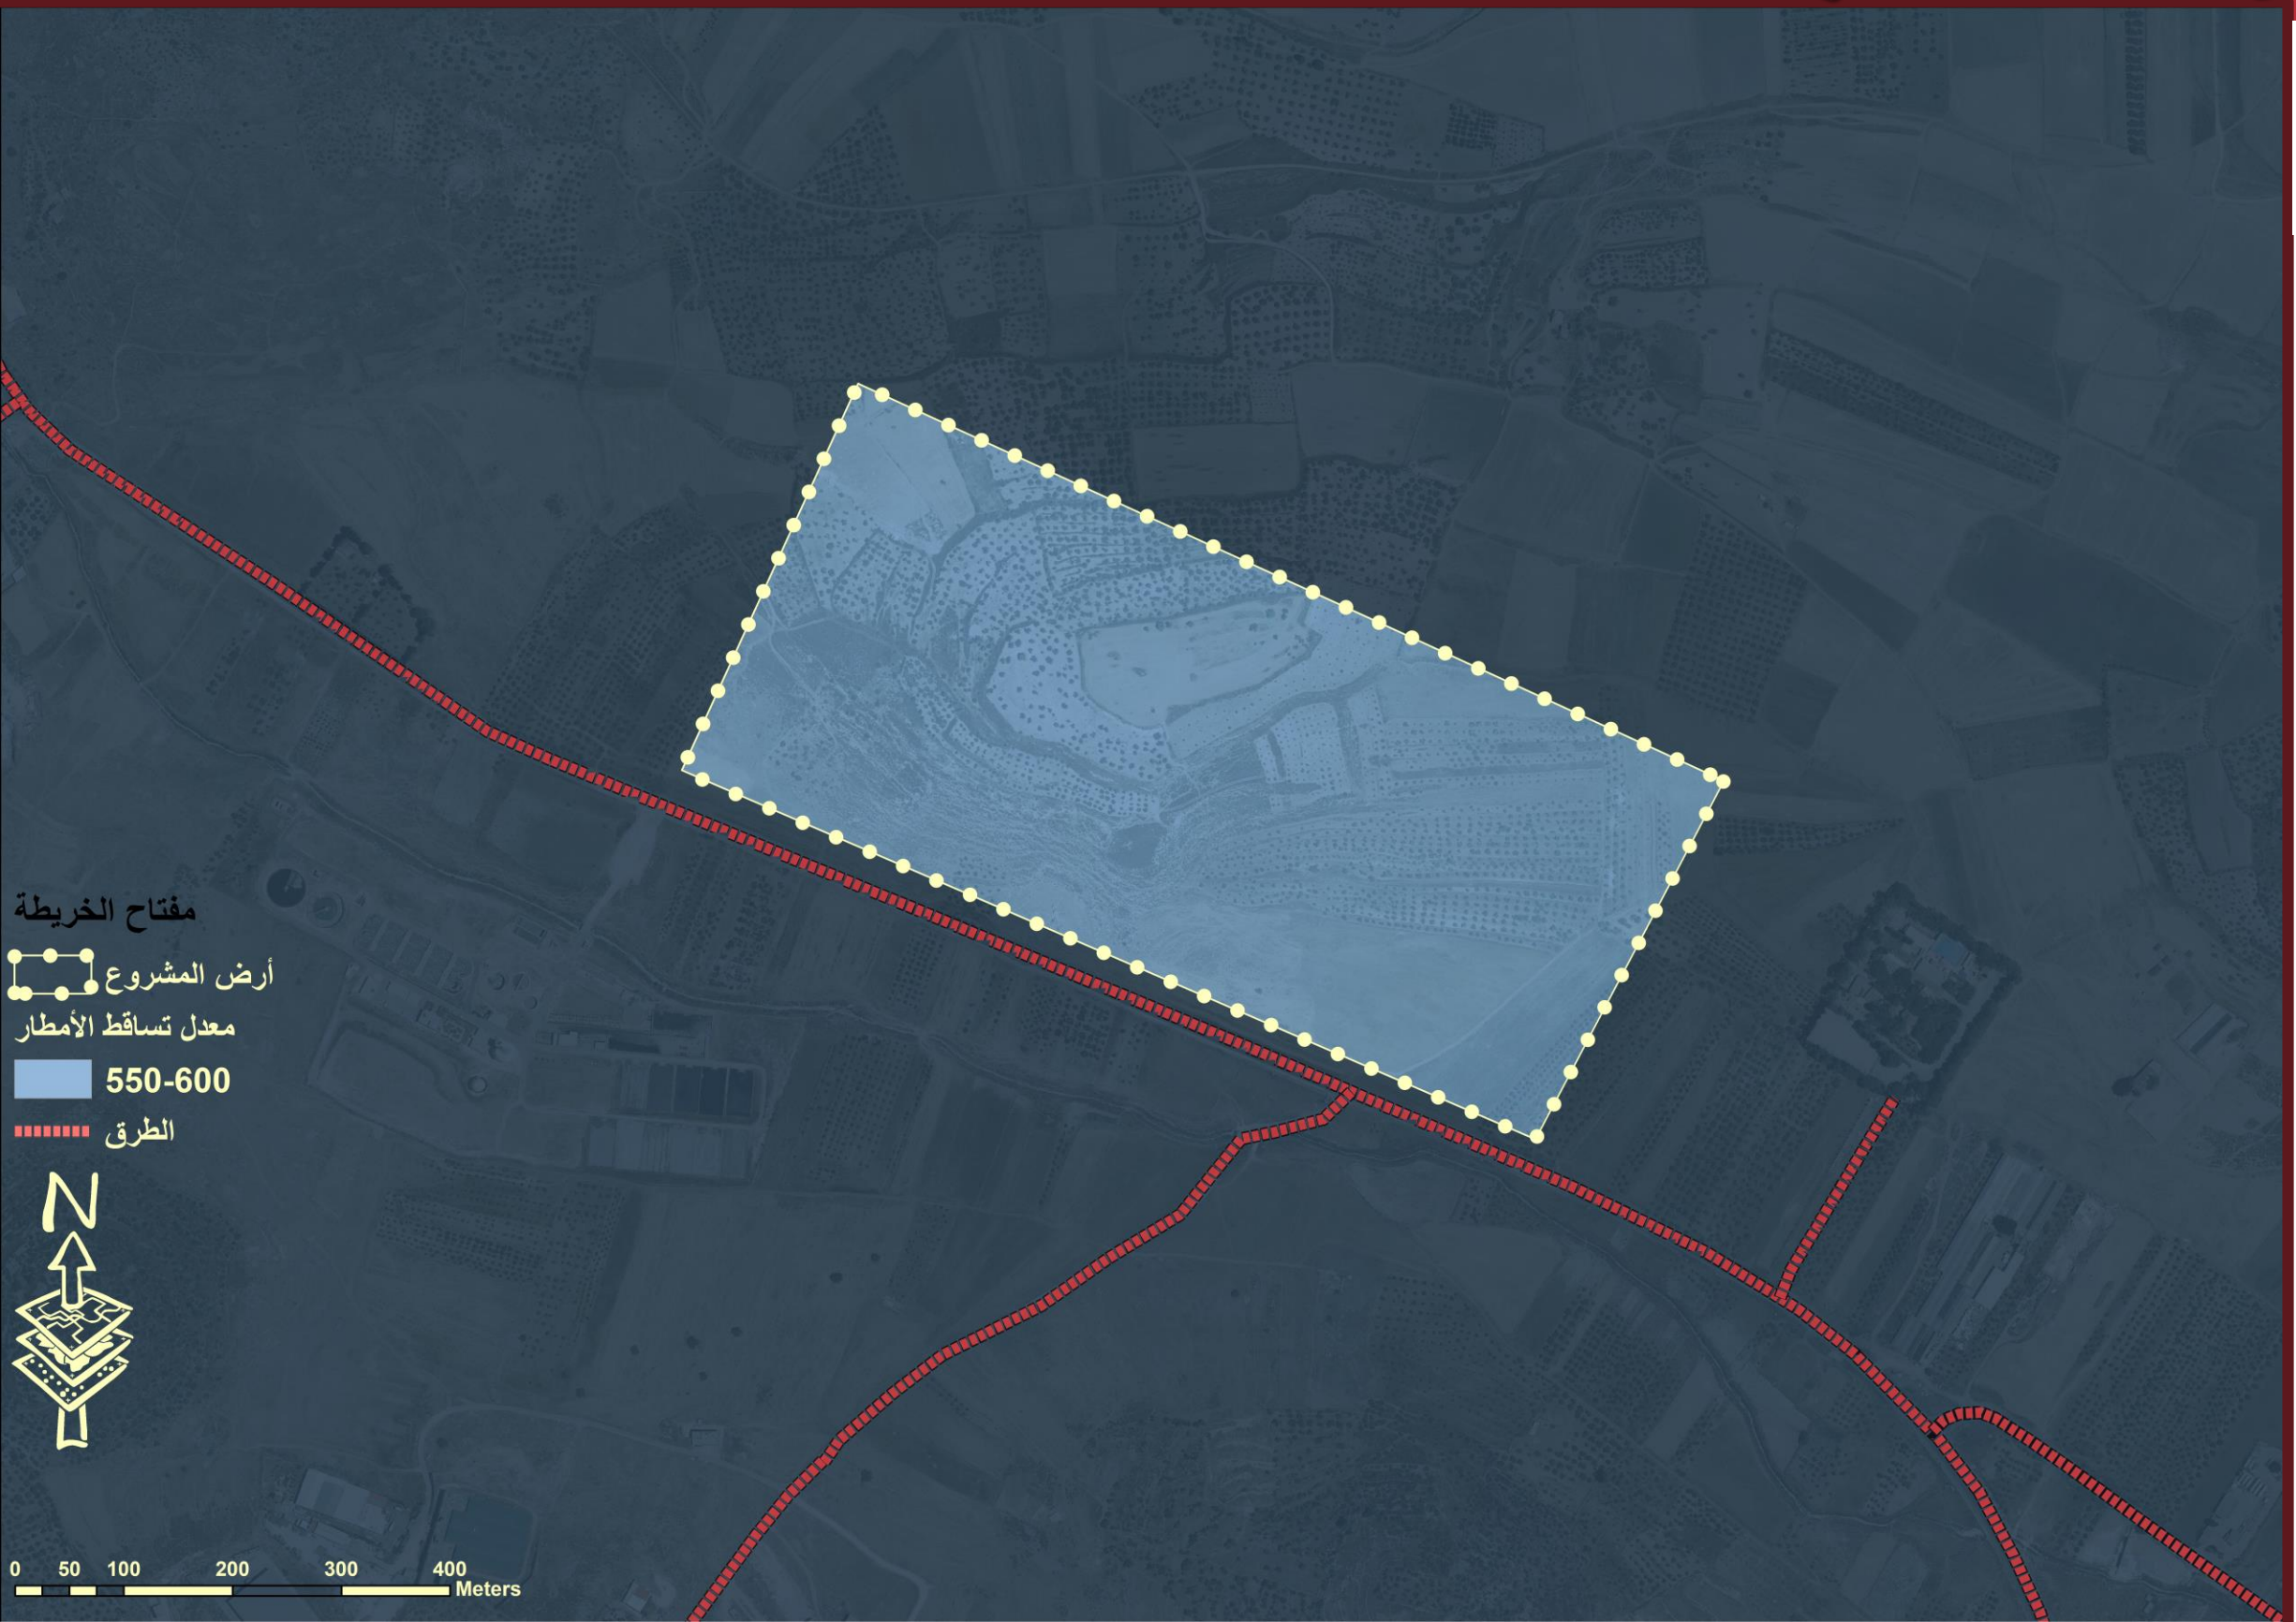 مفتاح الخريطة
أرض المشروع
معدل تساقط الأمطار
550-600
الطرق
N
0 50 100 200 300 400
Meters